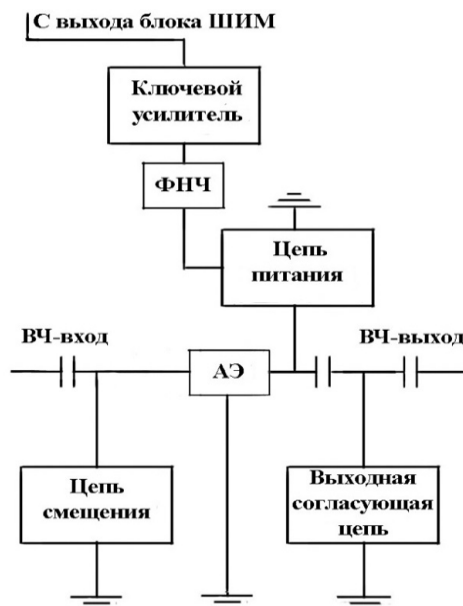 С выхода блока ШИМ
Ключевой
усилитель
ФНЧ
Цепь
питания
ВЧ-вход
ВЧ-выход
АЭ
Цепь
смещения
Выходная
согласующая
цепь